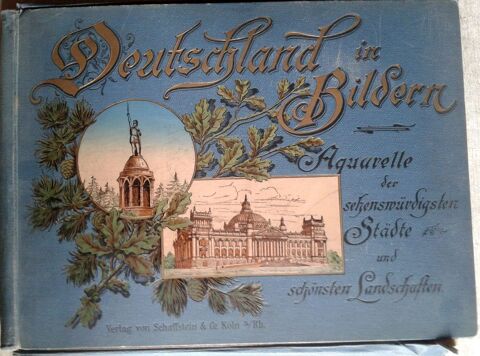 Deutschland
in
Bildern
Aquarelle
der
sehenswürdigsten
Städte
und
schönsten Landschaften.
Verlag von Schaffstein & Co Köln a/Rh.